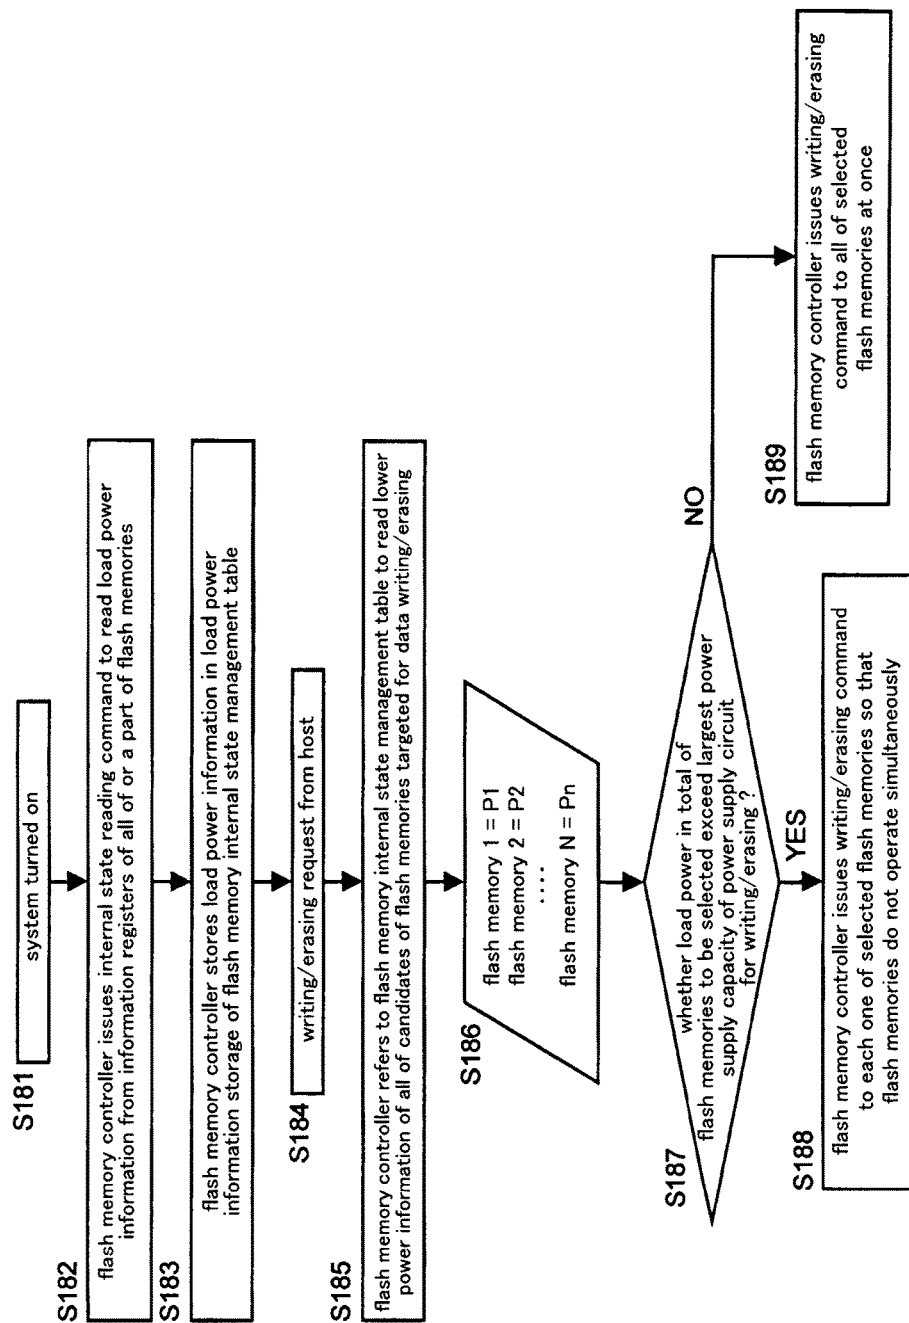 S181
system turned on
S182
flash memory controller issues internal state reading command to read load power
information from information registers of all of or a part of flash memories
S183
flash memory controller stores load power information in load power
information storage of flash memory internal state management table
S184
writing/erasing request from host
S185
flash memory controller refers to flash memory internal state management table to read lower
power information of all of candidates of flash memories targeted for data writing/erasing
S186
flash memory 1 = P1
flash memory 2 = P2
....
flash memory N = Pn
S187
whether load power in total of
flash memories to be selected exceed largest power
supply capacity of power supply circuit
for writing/erasing ?
YES
NO
S188
flash memory controller issues writing/erasing command
to each one of selected flash memories so that
flash memories do not operate simultaneously
S189
flash memory controller issues writing/erasing
command to all of selected
flash memories at once